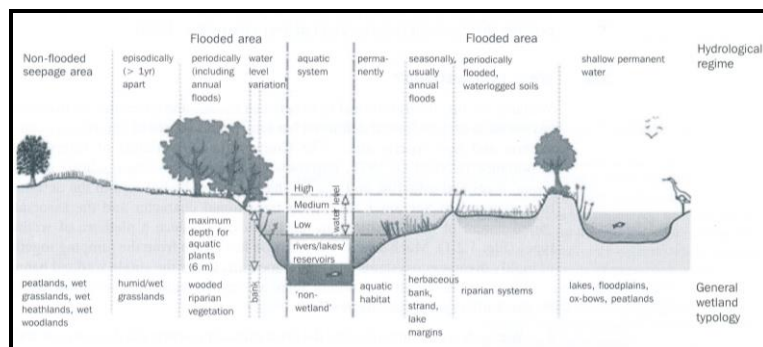 Flooded area
Flooded area
Non-flooded
seepage area
episodically
(> 1yr)
apart
periodically
(including
annual
floods)
water
level
variation
aquatic
system
perma-
nently
seasonally,
usually
annual
floods
periodically
flooded,
waterlogged soils
shallow permanent
water
Hydrological
regime
High
Medium
Low
water level
maximum
depth for
aquatic
plants
(6 m)
bank
rivers/lakes/
reservoirs
peatlands, wet
grasslands, wet
heathlands, wet
woodlands
humid/wet
grasslands
wooded
riparian
vegetation
'non-
wetland'
aquatic
habitat
herbaceous
bank,
strand,
lake
margins
riparian systems
lakes, floodplains,
ox-bows, peatlands
General
wetland
typology